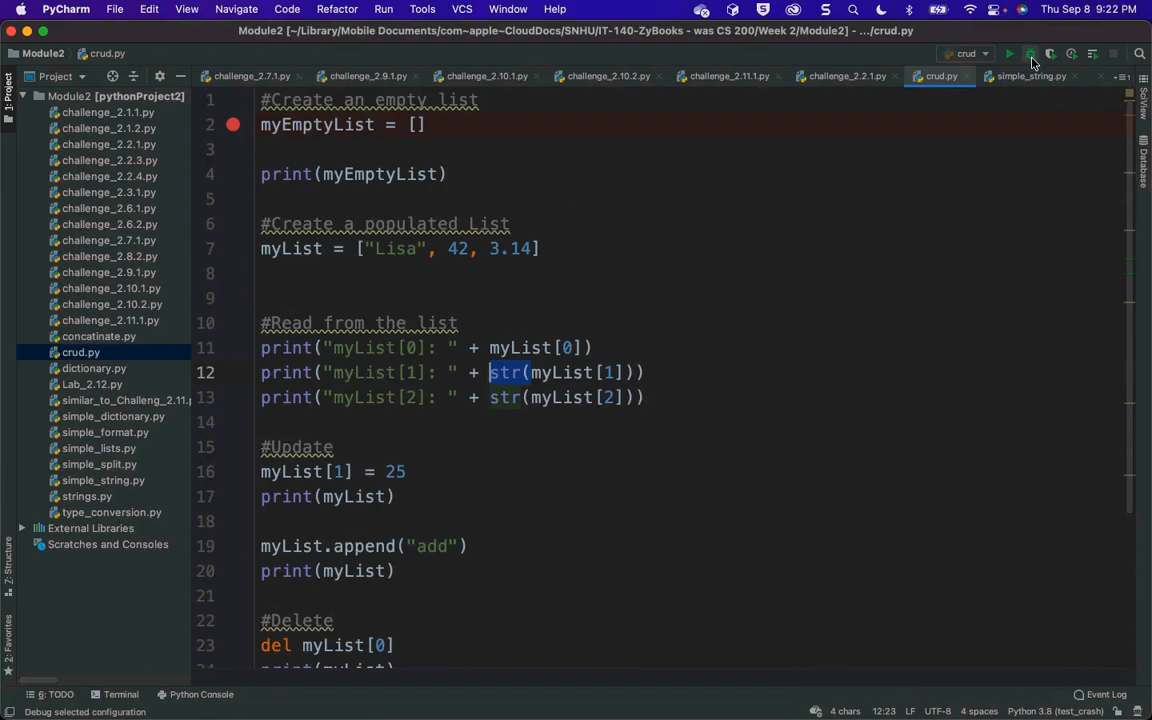 PyCharm File Edit View Navigate Code Refactor Run Tools VCS Window Help Thu Sep 8 9:22 PM
Module2 [~/Library/Mobile Documents/com~apple~CloudDocs/SNHU/IT-140-ZyBooks - was CS 200/Week 2/Module2] - .../crud.py
Module2 crud.py crud
Project challenge_2.7.1.py challenge_2.9.1.py challenge_2.10.1.py challenge_2.10.2.py challenge_2.11.1.py challenge_2.2.1.py crud.py simple_string.py
1: Project
Z: Structure
2: Favorites
Module2 [pythonProject2]
challenge_2.1.1.py
challenge_2.1.2.py
challenge_2.2.1.py
challenge_2.2.3.py
challenge_2.2.4.py
challenge_2.3.1.py
challenge_2.6.1.py
challenge_2.6.2.py
challenge_2.7.1.py
challenge_2.8.2.py
challenge_2.9.1.py
challenge_2.10.1.py
challenge_2.10.2.py
challenge_2.11.1.py
concatinate.py
crud.py
dictionary.py
Lab_2.12.py
similar_to_Challeng_2.11.
simple_dictionary.py
simple_format.py
simple_lists.py
simple_split.py
simple_string.py
strings.py
type_conversion.py
External Libraries
Scratches and Consoles
1 #Create an empty list
2 myEmptyList = []
3
4 print(myEmptyList)
5
6 #Create a populated List
7 myList = ["Lisa", 42, 3.14]
8
9
10 #Read from the list
11 print("myList[0]: " + myList[0])
12 print("myList[1]: " + str(myList[1]))
13 print("myList[2]: " + str(myList[2]))
14
15 #Update
16 myList[1] = 25
17 print(myList)
18
19 myList.append("add")
20 print(myList)
21
22 #Delete
23 del myList[0]
24 print(myList)
SciView
Database
6: TODO Terminal Python Console Event Log
Debug selected configuration 4 chars 12:23 LF UTF-8 4 spaces Python 3.8 (test_crash)